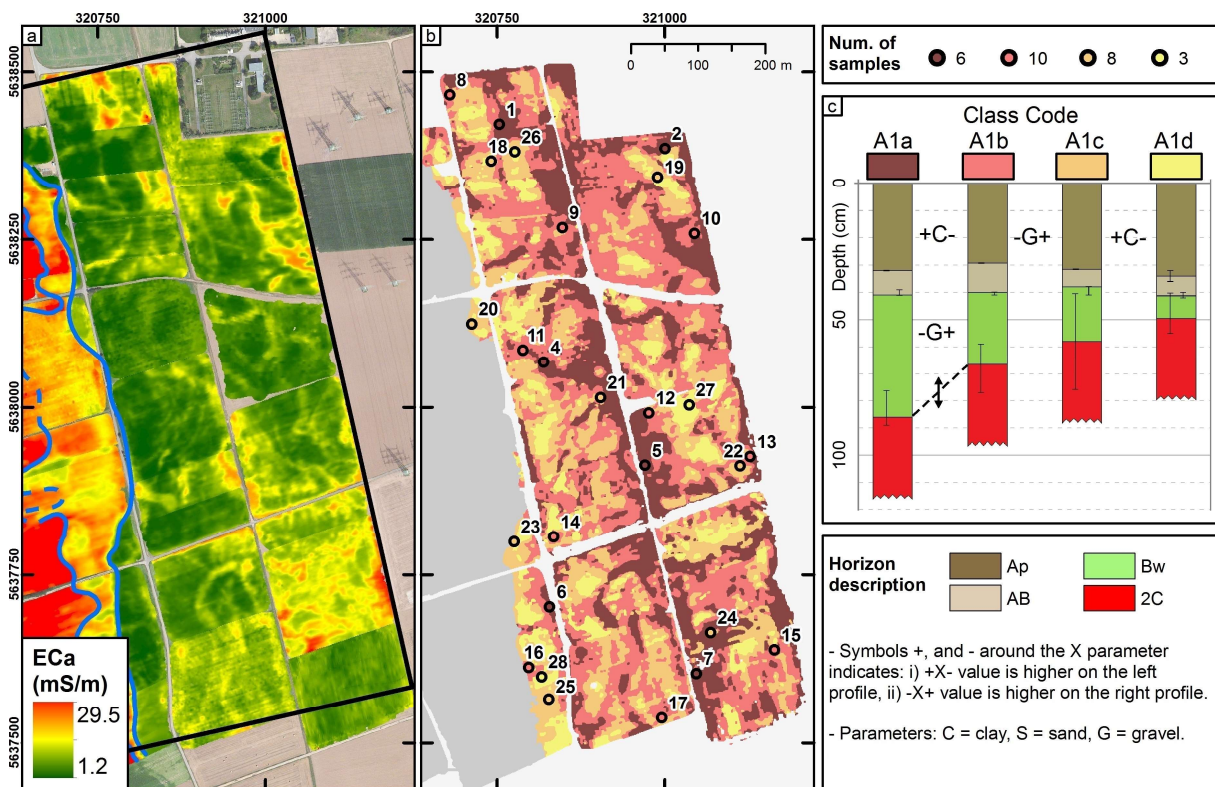 320750
321000
a
5638500
5638250
5638000
5637750
5637500
ECa
(mS/m)
29.5
1.2
320750
321000
b
0 100 200 m
8
1
2
26
18
19
9
10
20
11
4
21
12
27
13
5
22
23
14
6
24
15
16
28
7
25
17
Num. of
samples
6
10
8
3
c
Class Code
A1a
A1b
A1c
A1d
0
50
100
Depth (cm)
+C-
-G+
+C-
-G+
Horizon
description
Ap
Bw
AB
2C
- Symbols +, and - around the X parameter
indicates: i) +X- value is higher on the left
profile, ii) -X+ value is higher on the right profile.
- Parameters: C = clay, S = sand, G = gravel.